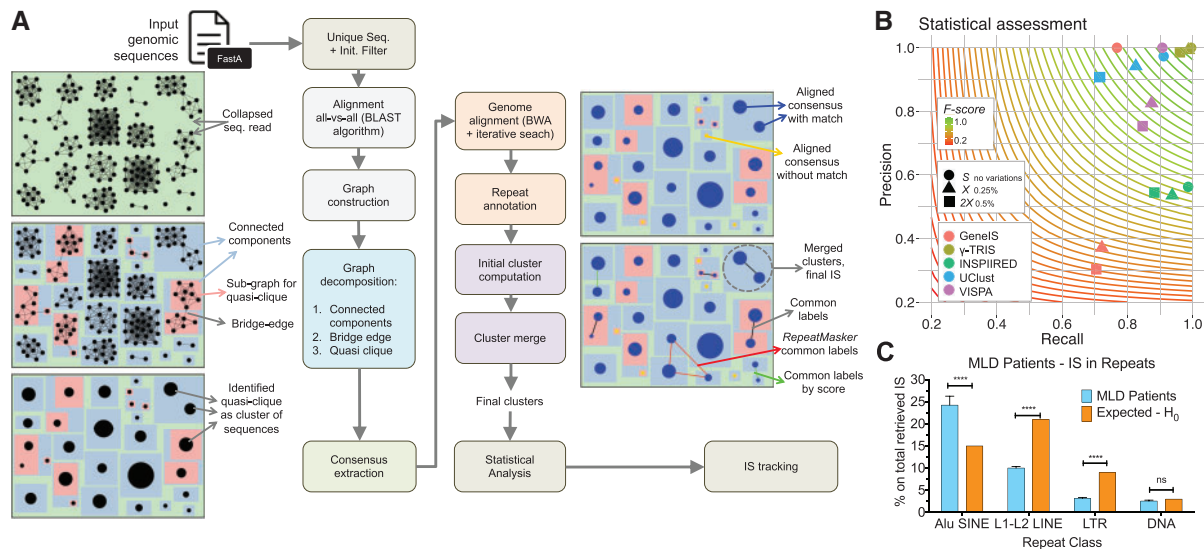 A
Input
genomic
sequences
FastA
Collapsed
seq. read
Connected
components
Sub-graph for
quasi-clique
Bridge-edge
Identified
quasi-clique
as cluster of
sequences
Unique Seq.
+ Init. Filter
Alignment
all-vs-all (BLAST
algorithm)
Graph
construction
Graph
decomposition:
1. Connected
components
2. Bridge edge
3. Quasi clique
Consensus
extraction
Genome
alignment (BWA
+ iterative seach)
Repeat
annotation
Initial cluster
computation
Cluster merge
Final clusters
Statistical
Analysis
IS tracking
Aligned
consensus
with match
Aligned
consensus
without match
Merged
clusters,
final IS
Common
labels
RepeatMasker
common labels
Common labels
by score
B
Statistical assessment
Precision
1.0
0.8
0.6
0.4
0.2
F-score
1.0
0.2
S no variations
X 0.25%
2X 0.5%
GeneIS
γ-TRIS
INSPIIRED
UClust
VISPA
0.2 0.4 0.6 0.8 1.0
Recall
C
MLD Patients - IS in Repeats
% on total retrieved IS
30
25
20
15
10
5
0
****
****
****
ns
MLD Patients
Expected - H0
Alu SINE L1-L2 LINE LTR DNA
Repeat Class